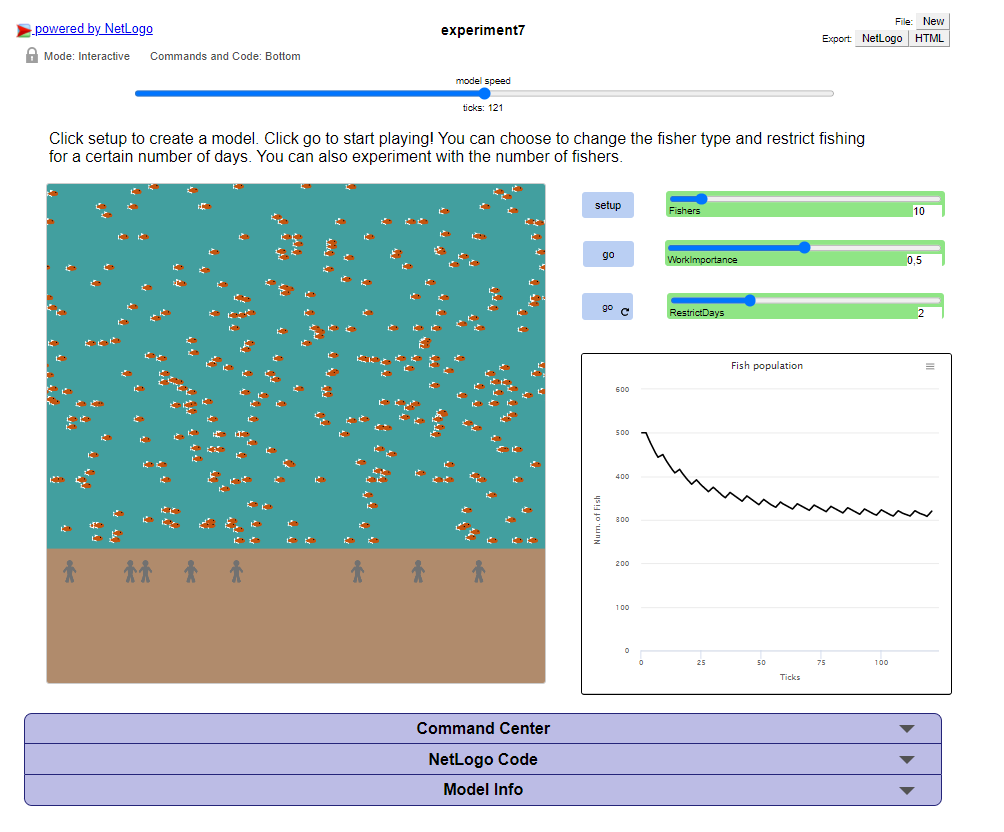 powered by NetLogo
experiment7
File: New
Export: NetLogo HTML
Mode: Interactive Commands and Code: Bottom
model speed
ticks: 121
Click setup to create a model. Click go to start playing! You can choose to change the fisher type and restrict fishing
for a certain number of days. You can also experiment with the number of fishers.
setup
Fishers 10
go
WorkImportance 0,5
go
RestrictDays 2
Fish population
600
500
400
300
200
100
0
Num. of Fish
0 25 50 75 100
Ticks
Command Center
NetLogo Code
Model Info